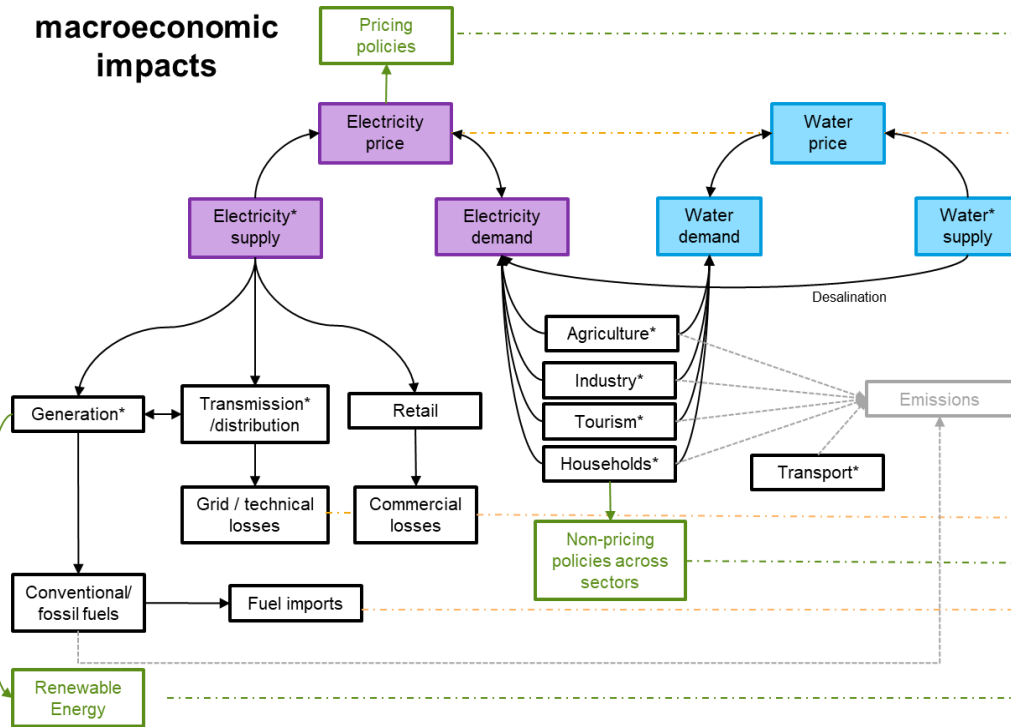 macroeconomic
impacts
Pricing
policies
Electricity
price
Water
price
Electricity*
supply
Electricity
demand
Water
demand
Water*
supply
Desalination
Agriculture*
Industry*
Tourism*
Households*
Emissions
Transport*
Generation*
Transmission*
/distribution
Retail
Grid / technical
losses
Commercial
losses
Non-pricing
policies across
sectors
Conventional/
fossil fuels
Fuel imports
Renewable
Energy